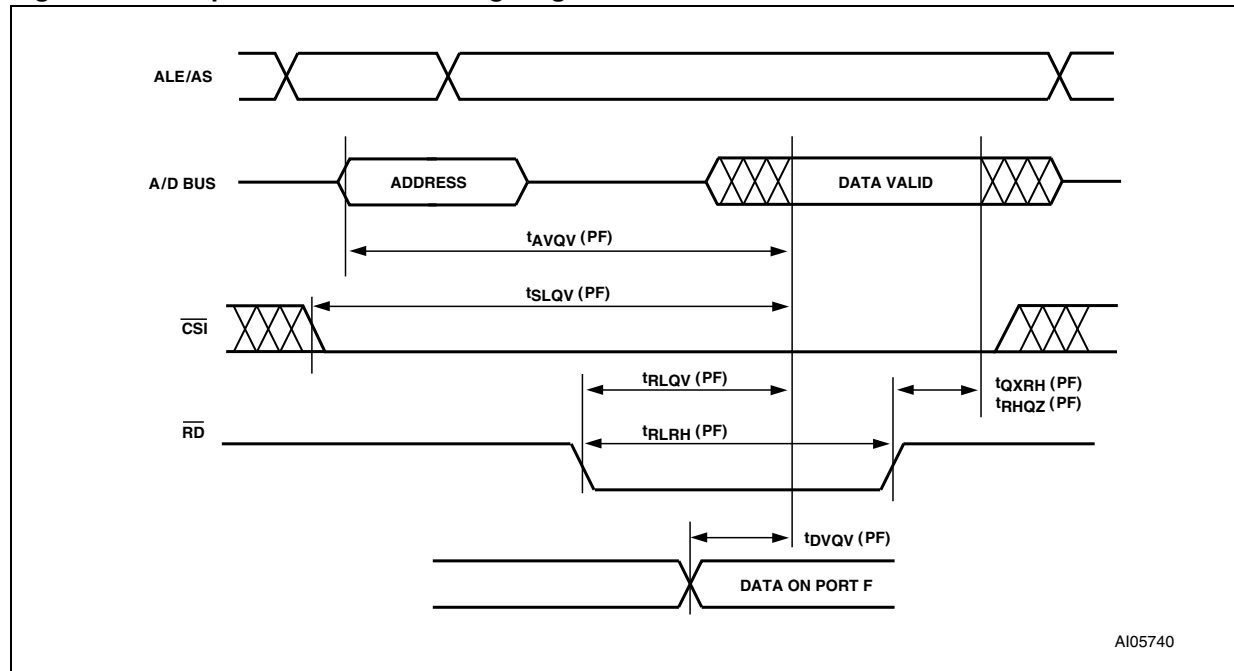 ALE/AS
A/D BUS
ADDRESS
DATA VALID
tAVQV (PF)
tSLQV (PF)
CSI
tRLQV (PF)
tQXRH (PF)
tRHQZ (PF)
tRLRH (PF)
RD
tDVQV (PF)
DATA ON PORT F
AI05740